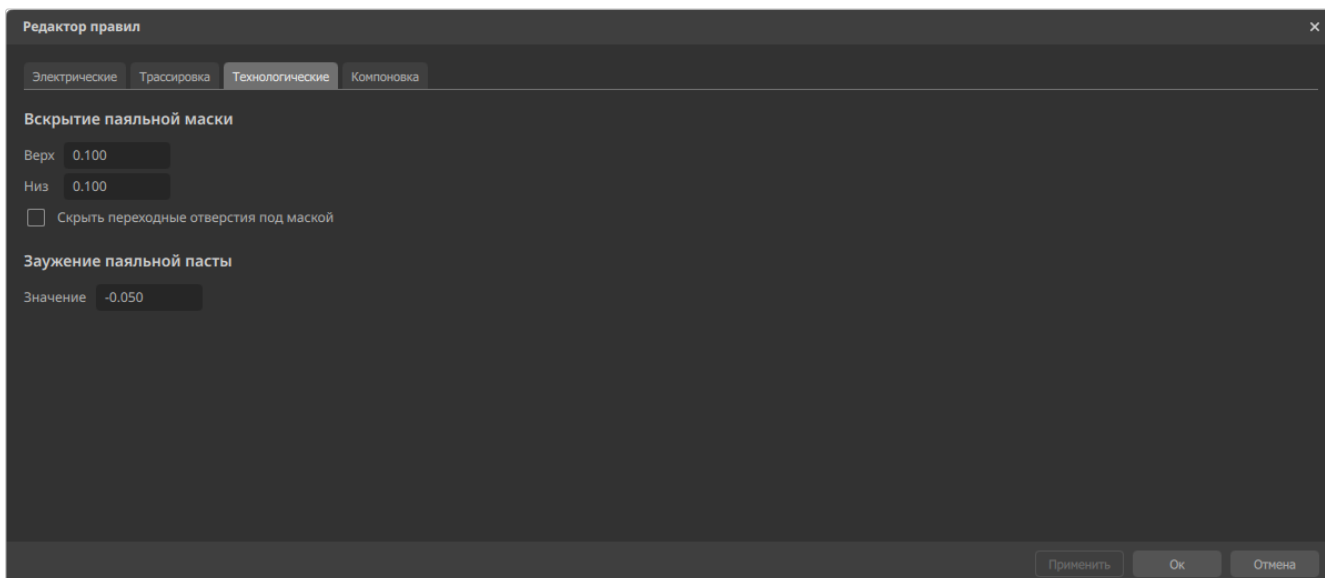 Редактор правил
Электрические Трассировка Технологические Компоновка
Вскрытие паяльной маски
Верх 0.100
Низ 0.100
Скрыть переходные отверстия под маской
Заужение паяльной пасты
Значение -0.050
Применить Ок Отмена